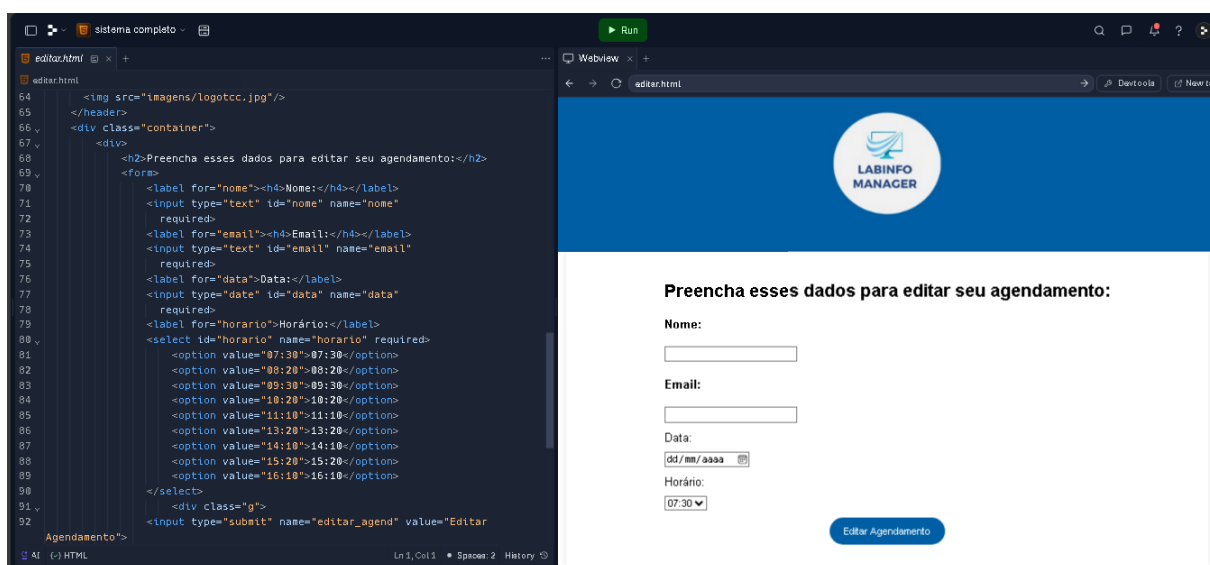 sistema completo
Run
editar.html
editar.html
64 <img src="imagens/logotcc.jpg"/>
65 </header>
66 <div class="container">
67 <div>
68 <h2>Preencha esses dados para editar seu agendamento:</h2>
69 <form>
70 <label for="nome"><h4>Nome:</h4></label>
71 <input type="text" id="nome" name="nome"
72 required>
73 <label for="email"><h4>Email:</h4></label>
74 <input type="text" id="email" name="email"
75 required>
76 <label for="data">Data:</label>
77 <input type="date" id="data" name="data"
78 required>
79 <label for="horario">Horário:</label>
80 <select id="horario" name="horario" required>
81 <option value="07:30">07:30</option>
82 <option value="08:20">08:20</option>
83 <option value="09:30">09:30</option>
84 <option value="10:20">10:20</option>
85 <option value="11:10">11:10</option>
86 <option value="13:20">13:20</option>
87 <option value="14:10">14:10</option>
88 <option value="15:20">15:20</option>
89 <option value="16:10">16:10</option>
90 </select>
91 <div class="g">
92 <input type="submit" name="editar_agend" value="Editar
Agendamento">
AI HTML
Ln 1, Col 1 • Spaces: 2 History
Webview
editar.html
Devtools
New t
LABINFO
MANAGER
Preencha esses dados para editar seu agendamento:
Nome:
Email:
Data:
dd/mm/aaaa
Horário:
07:30
Editar Agendamento